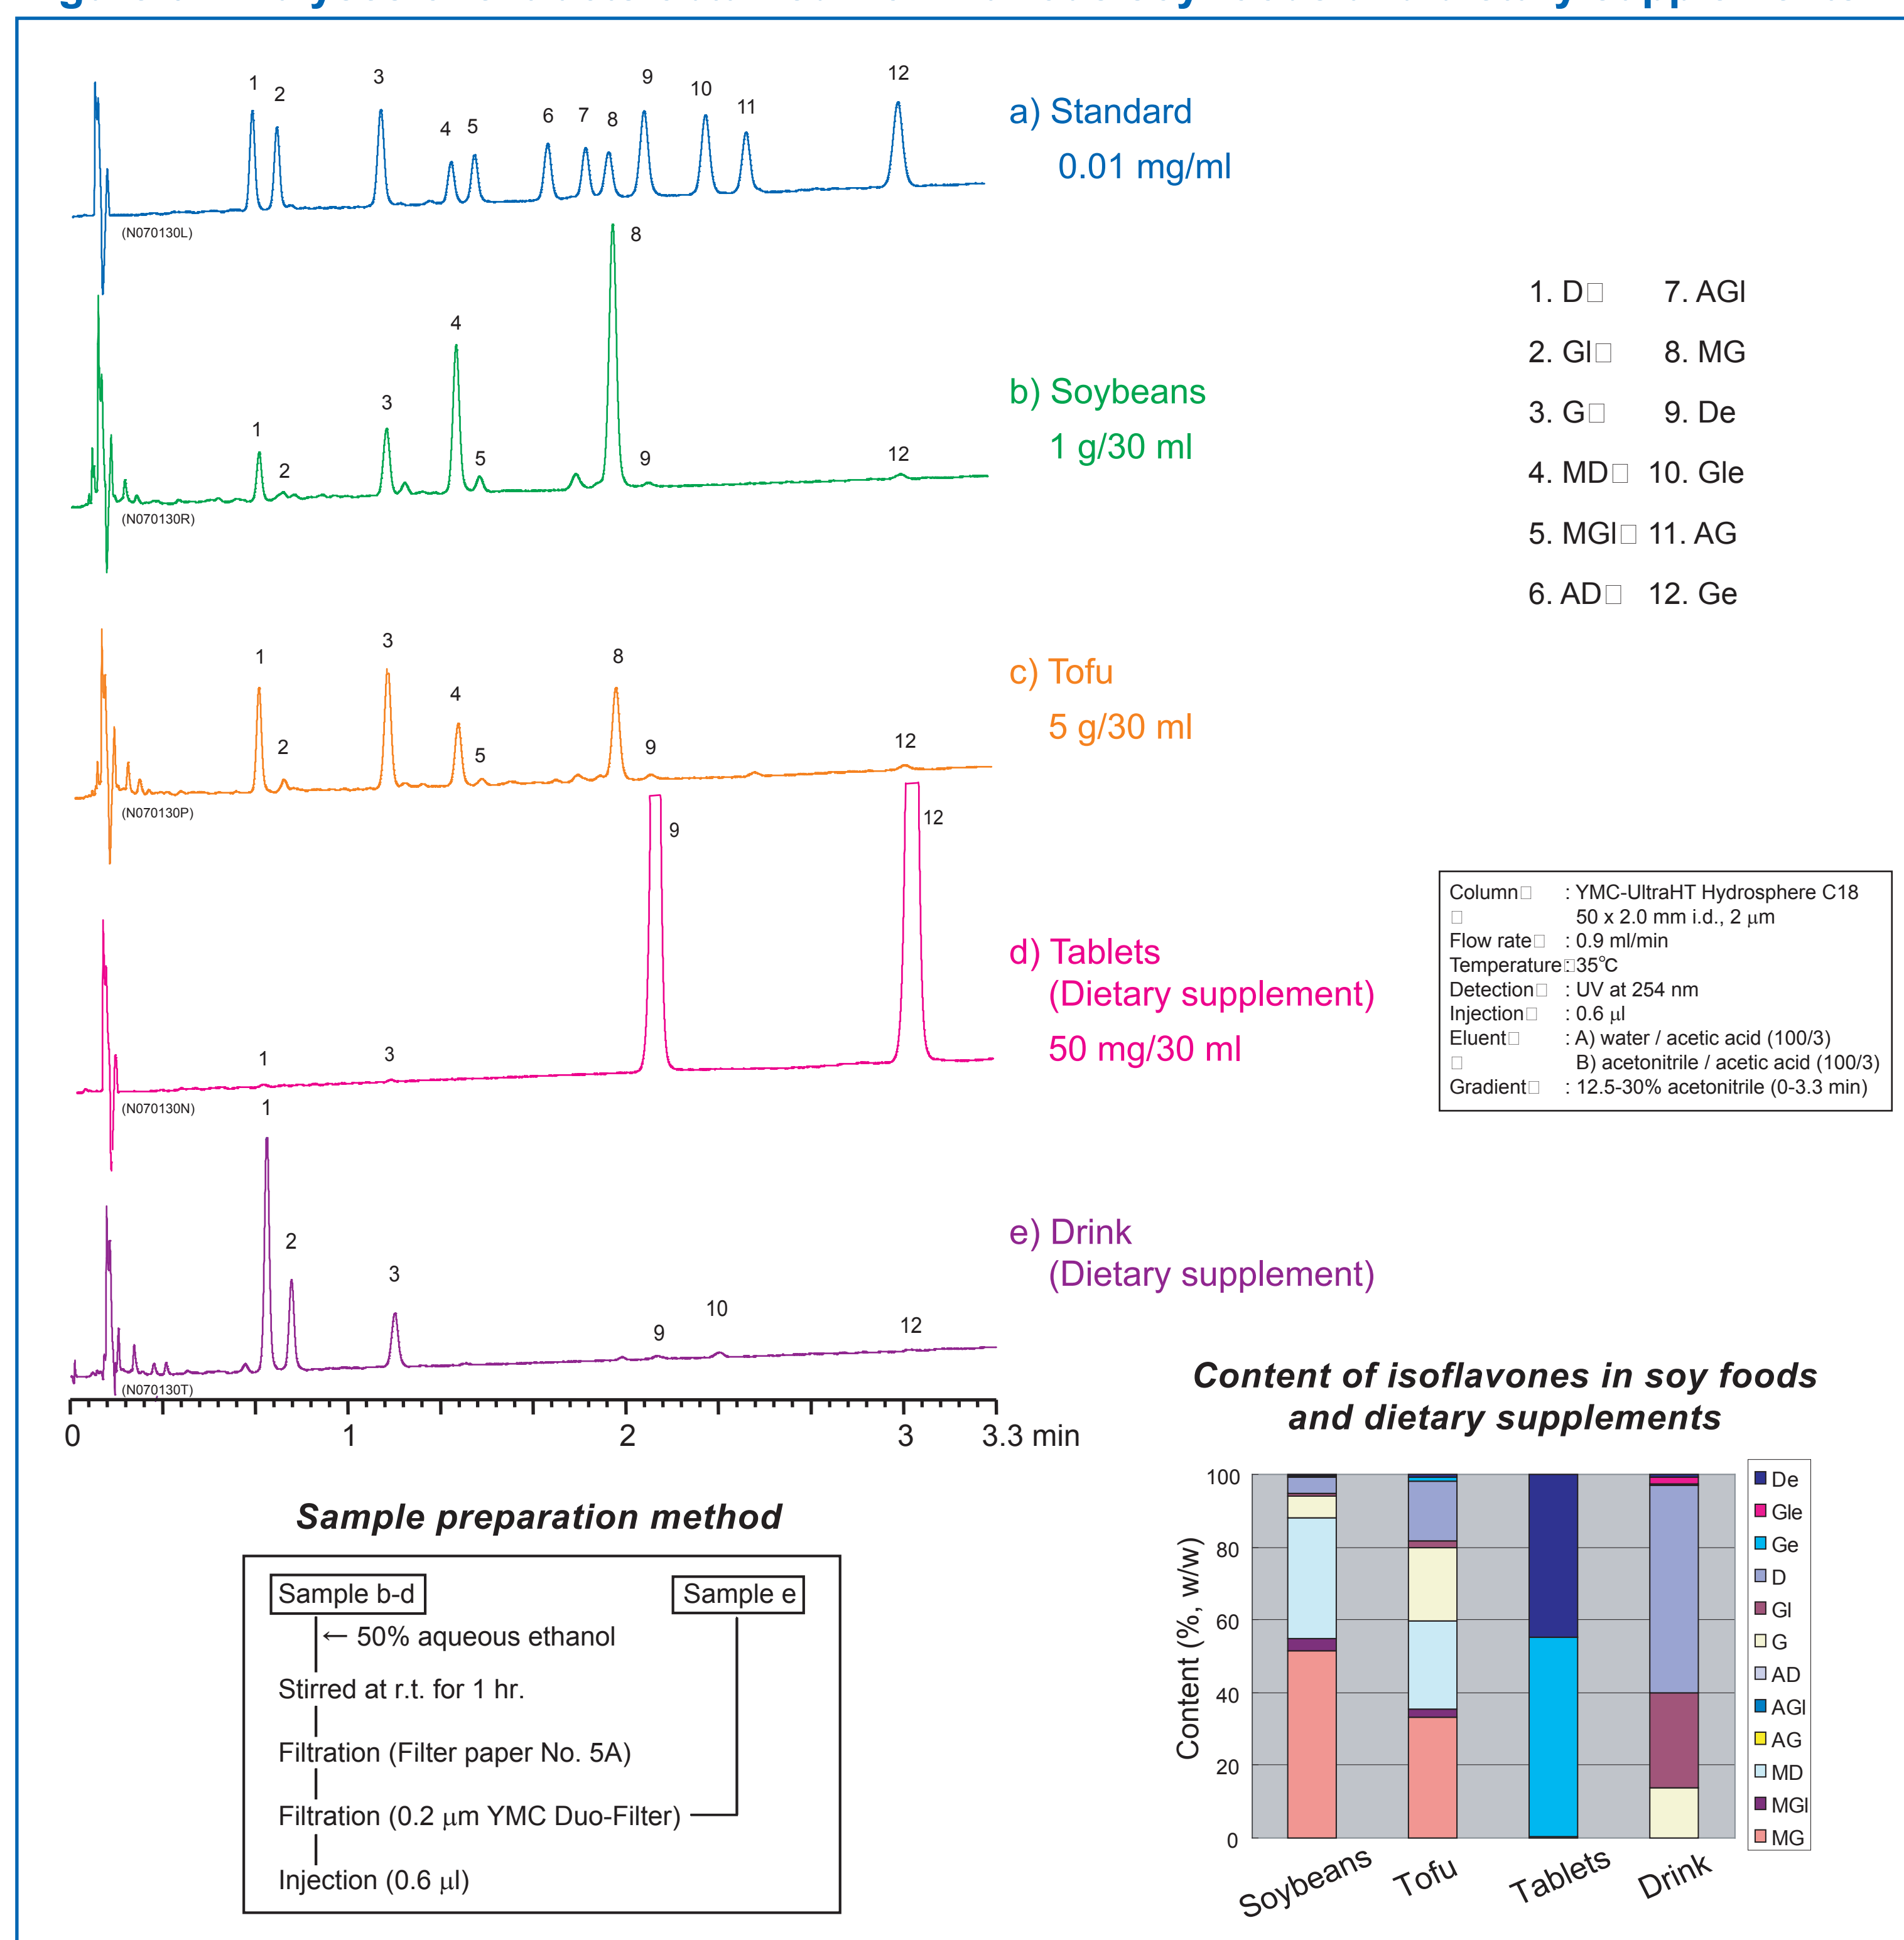 1 2 3 4 5 6 7 8 9 10 11 12
a) Standard
0.01 mg/ml
(N070130L)
1 2 3 4 5 8 9 12
b) Soybeans
1 g/30 ml
(N070130R)
1. D□ 7. AGl
2. Gl□ 8. MG
3. G□ 9. De
4. MD□ 10. Gle
5. MGl□ 11. AG
6. AD□ 12. Ge
1 2 3 4 5 8 9 12
c) Tofu
5 g/30 ml
(N070130P)
1 3 9 12
d) Tablets
(Dietary supplement)
50 mg/30 ml
(N070130N)
Column□ : YMC-UltraHT Hydrosphere C18
□ 50 x 2.0 mm i.d., 2 μm
Flow rate□ : 0.9 ml/min
Temperature□: 35℃
Detection□ : UV at 254 nm
Injection□ : 0.6 μl
Eluent□ : A) water / acetic acid (100/3)
□ B) acetonitrile / acetic acid (100/3)
Gradient□ : 12.5-30% acetonitrile (0-3.3 min)
1 2 3 9 10 12
e) Drink
(Dietary supplement)
(N070130T)
0 1 2 3 3.3 min
Sample preparation method
Sample b-d Sample e
← 50% aqueous ethanol
Stirred at r.t. for 1 hr.
Filtration (Filter paper No. 5A)
Filtration (0.2 μm YMC Duo-Filter)
Injection (0.6 μl)
Content of isoflavones in soy foods
and dietary supplements
Content (%, w/w)
100
80
60
40
20
0
Soybeans Tofu Tablets Drink
De
Gle
Ge
D
Gl
G
AD
AGl
AG
MD
MGl
MG